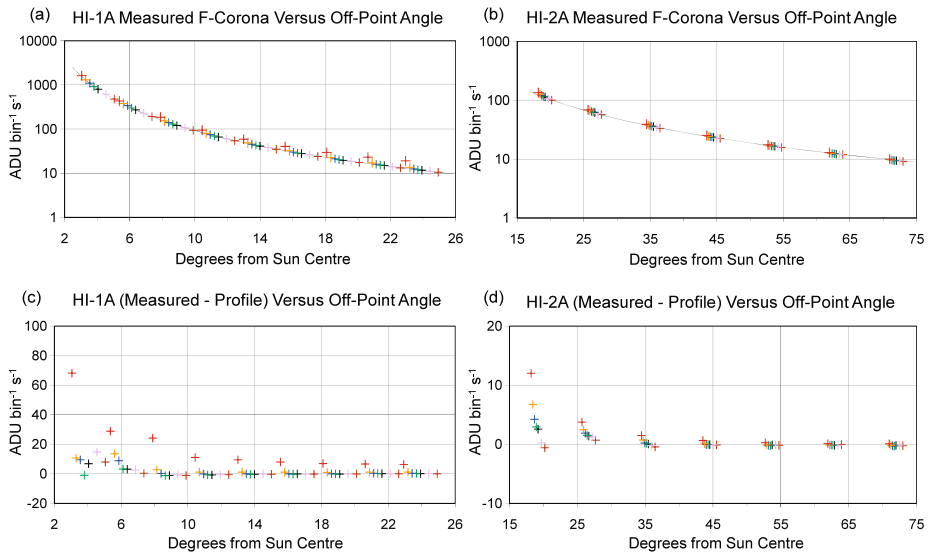 (a) HI-1A Measured F-Corona Versus Off-Point Angle
10000
1000
100
10
1
ADU bin⁻¹ s⁻¹
2 6 10 14 18 22 26
Degrees from Sun Centre
(b) HI-2A Measured F-Corona Versus Off-Point Angle
1000
100
10
1
ADU bin⁻¹ s⁻¹
15 25 35 45 55 65 75
Degrees from Sun Centre
(c) HI-1A (Measured - Profile) Versus Off-Point Angle
100
80
60
40
20
0
-20
ADU bin⁻¹ s⁻¹
2 6 10 14 18 22 26
Degrees from Sun Centre
(d) HI-2A (Measured - Profile) Versus Off-Point Angle
20
10
0
-10
ADU bin⁻¹ s⁻¹
15 25 35 45 55 65 75
Degrees from Sun Centre